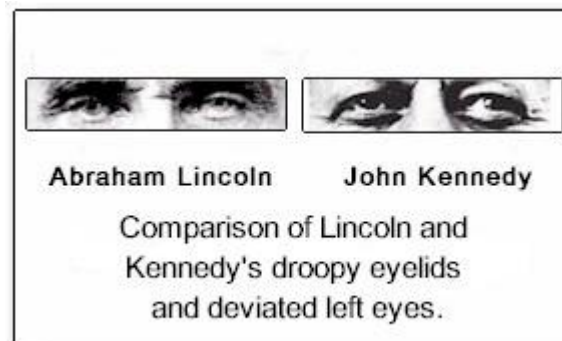 Abraham Lincoln John Kennedy
Comparison of Lincoln and
Kennedy's droopy eyelids
and deviated left eyes.